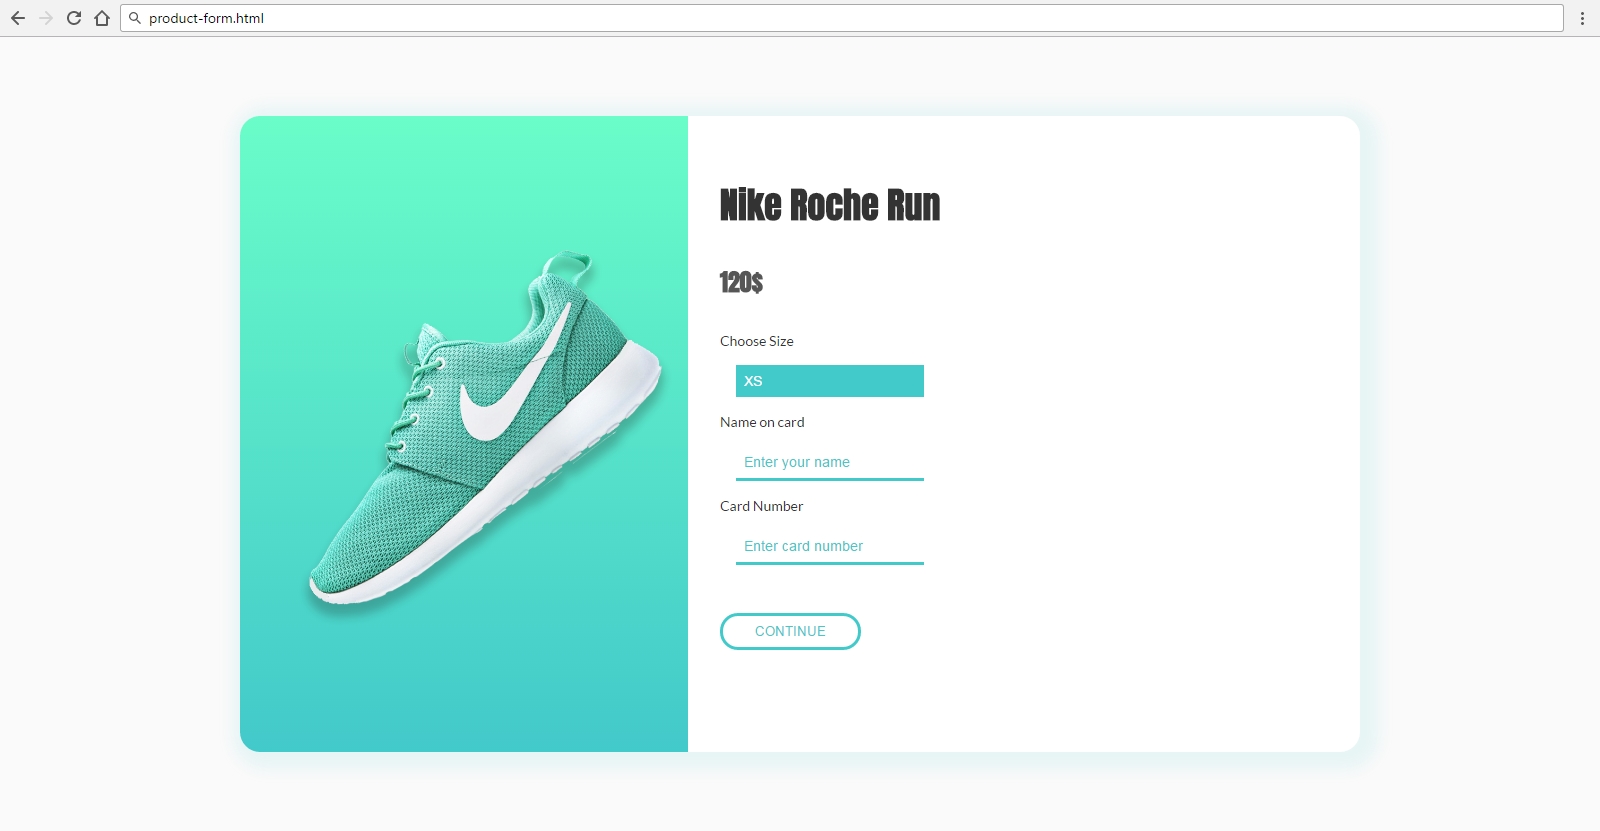 product-form.html
Nike Roche Run
120$
Choose Size
XS
Name on card
Enter your name
Card Number
Enter card number
CONTINUE